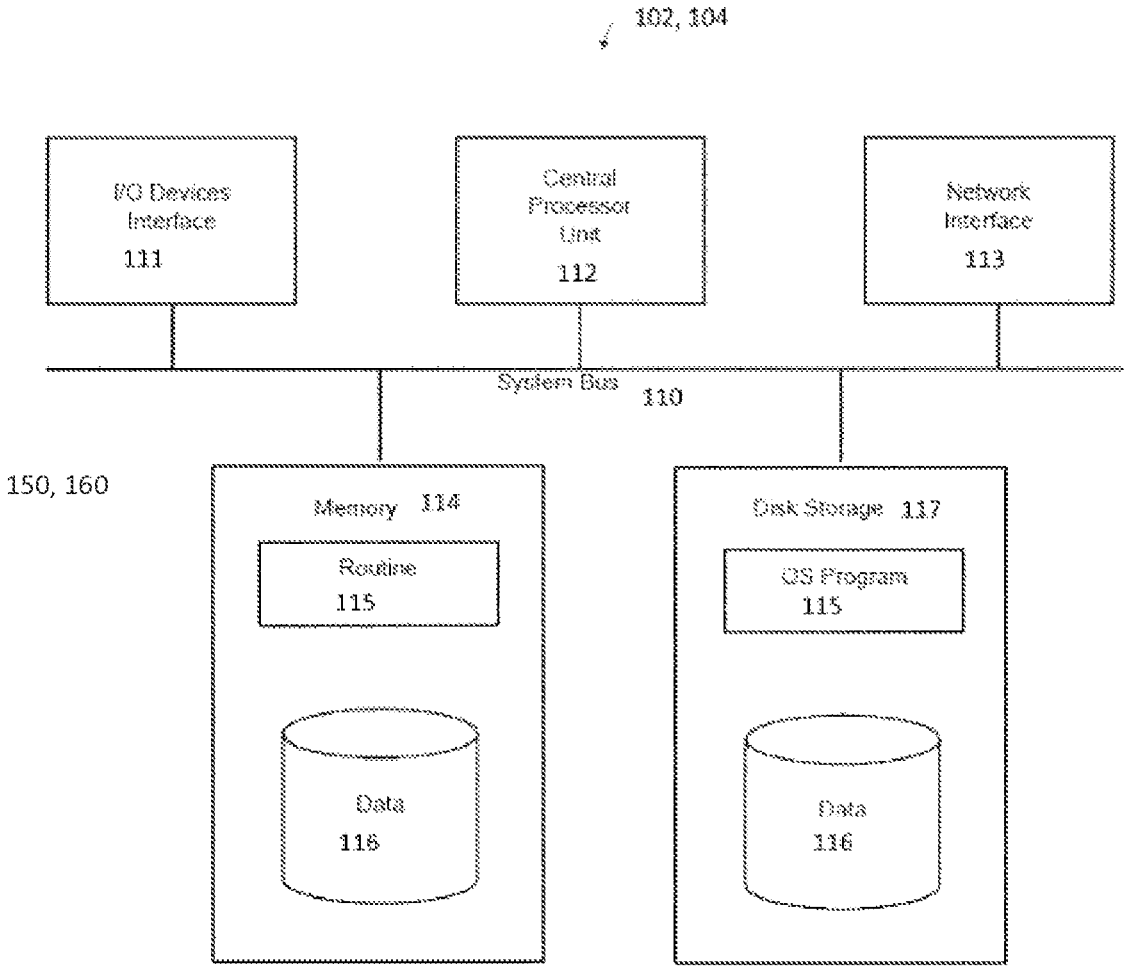 102, 104
I/O Devices
Interface
111
Central
Processor
Unit
112
Network
Interface
113
System Bus
110
150, 160
Memory 114
Routine
115
Data
116
Disk Storage 117
OS Program
115
Data
116